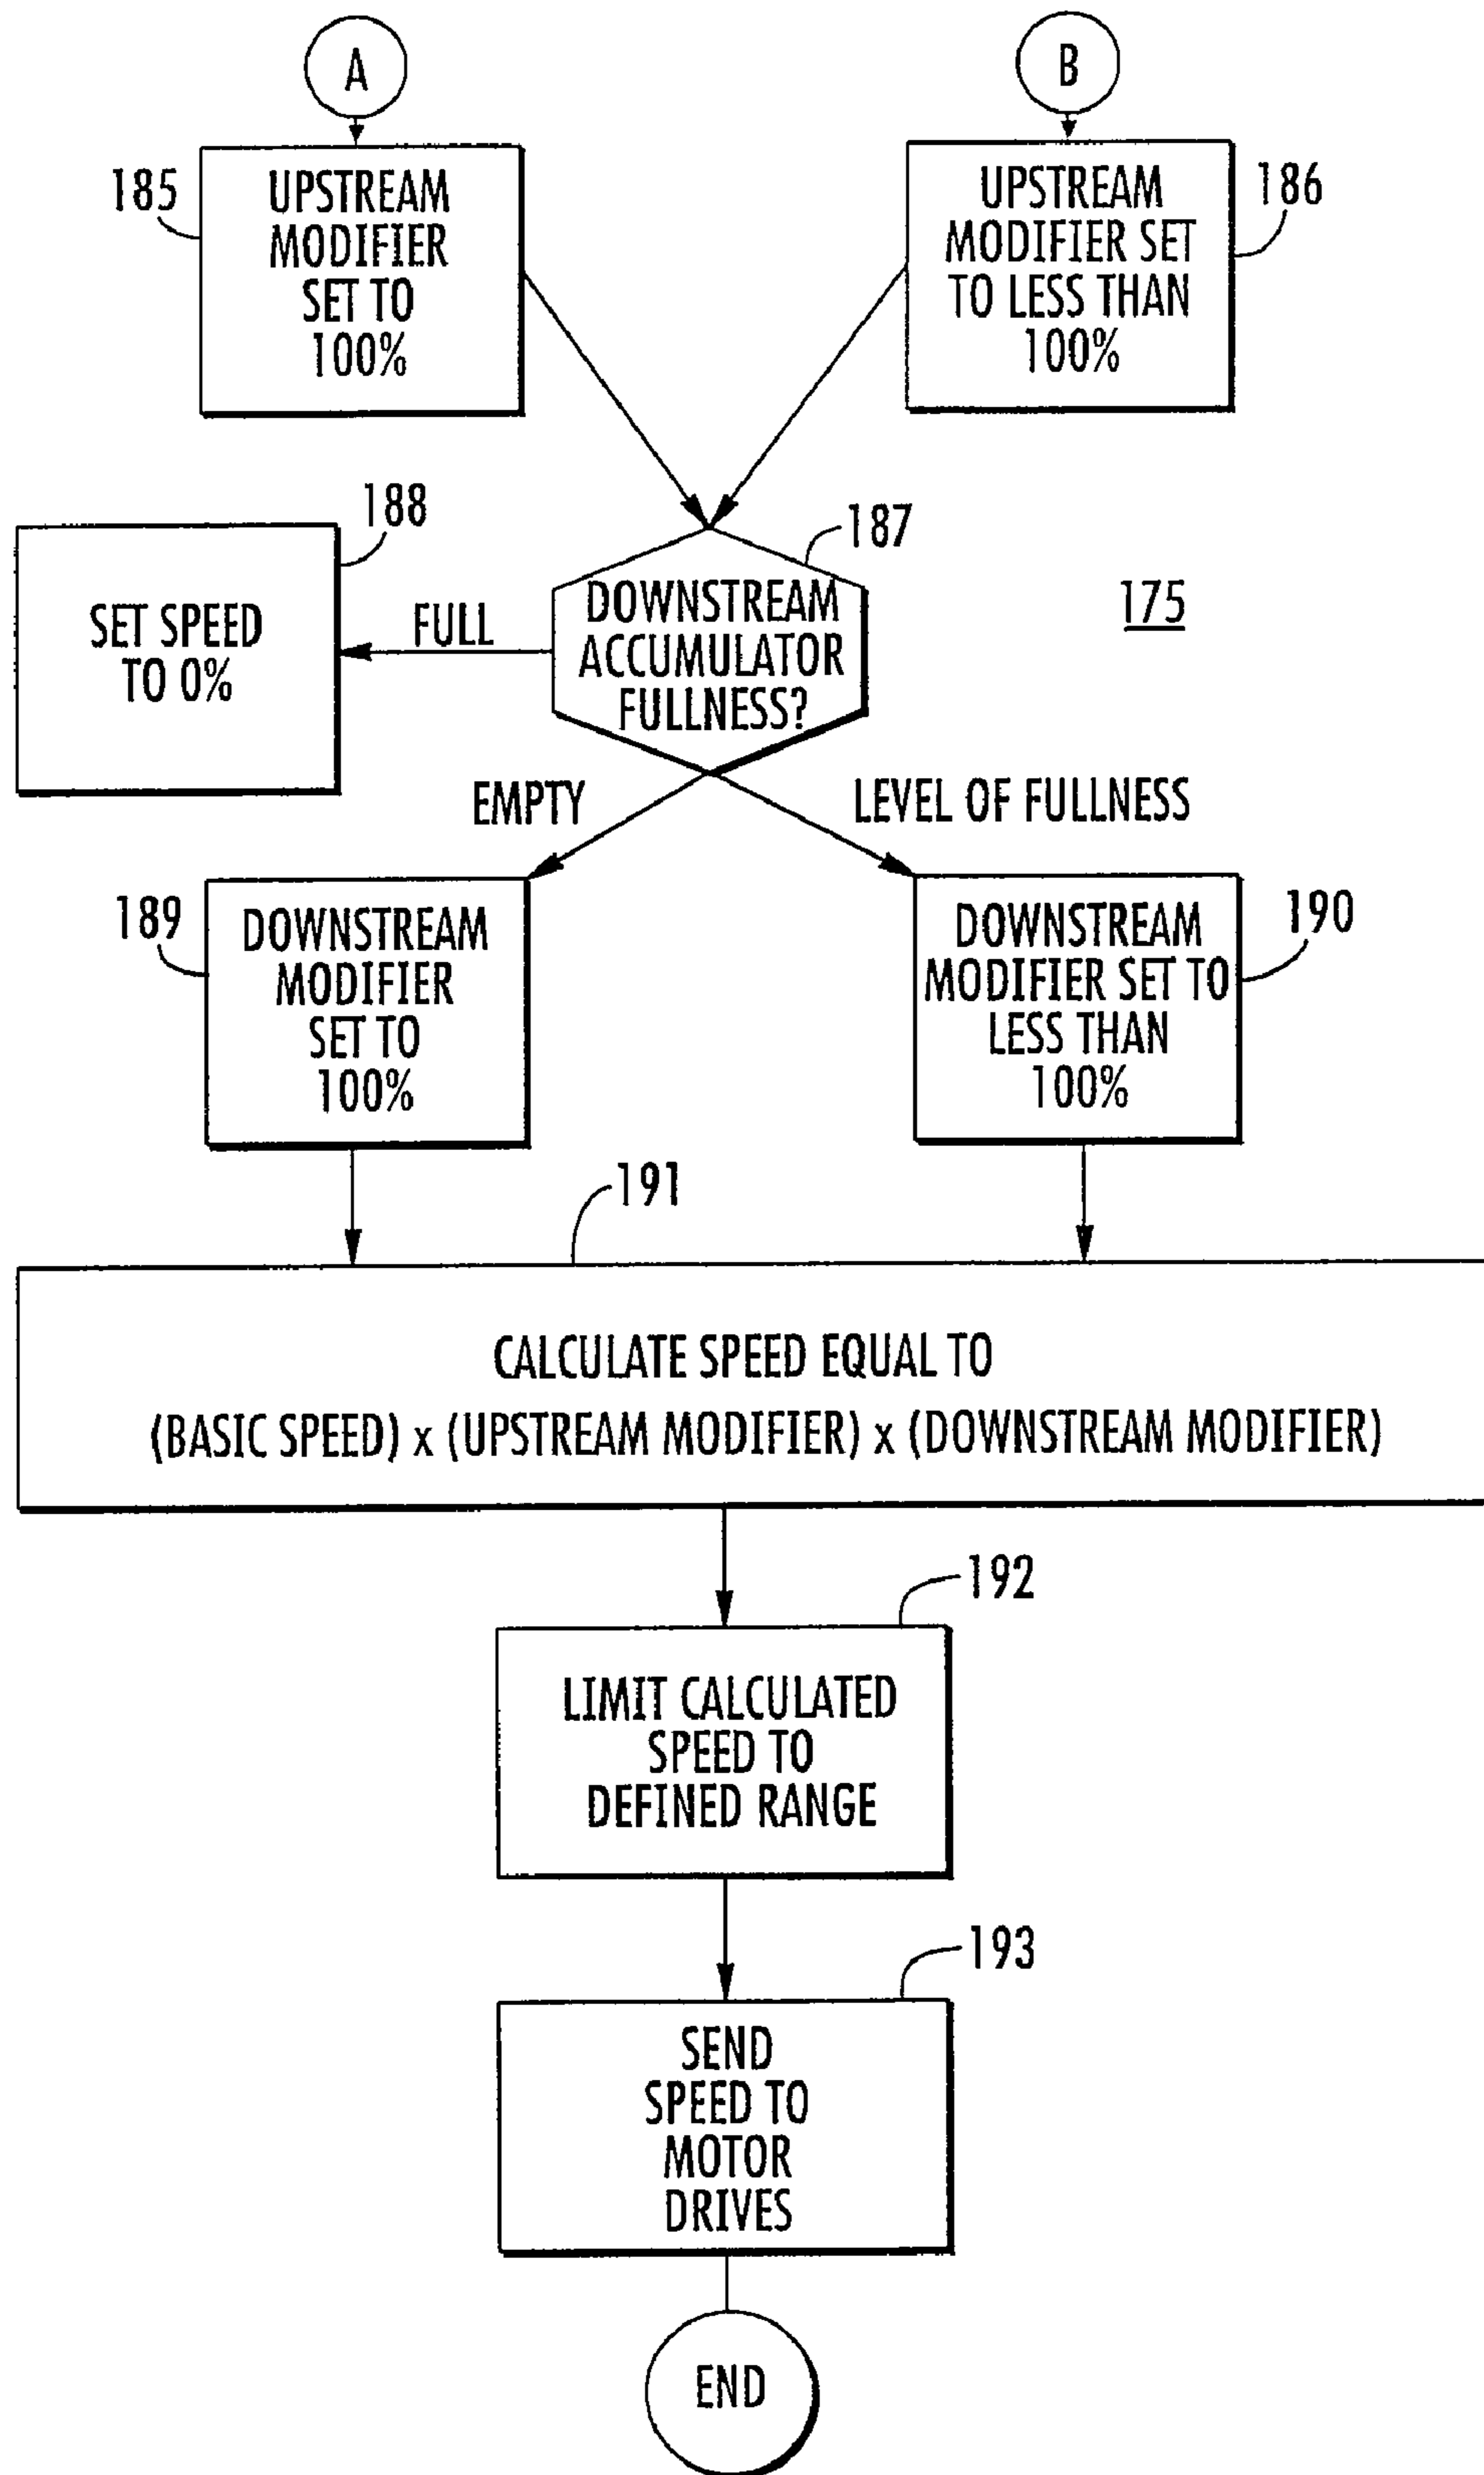 A
B
185
UPSTREAM
MODIFIER
SET TO
100%
UPSTREAM
MODIFIER SET
TO LESS THAN
100%
186
188
SET SPEED
TO 0%
FULL
187
DOWNSTREAM
ACCUMULATOR
FULLNESS?
175
EMPTY
LEVEL OF FULLNESS
189
DOWNSTREAM
MODIFIER
SET TO
100%
DOWNSTREAM
MODIFIER SET TO
LESS THAN
100%
190
191
CALCULATE SPEED EQUAL TO
(BASIC SPEED) x (UPSTREAM MODIFIER) x (DOWNSTREAM MODIFIER)
192
LIMIT CALCULATED
SPEED TO
DEFINED RANGE
193
SEND
SPEED TO
MOTOR
DRIVES
END